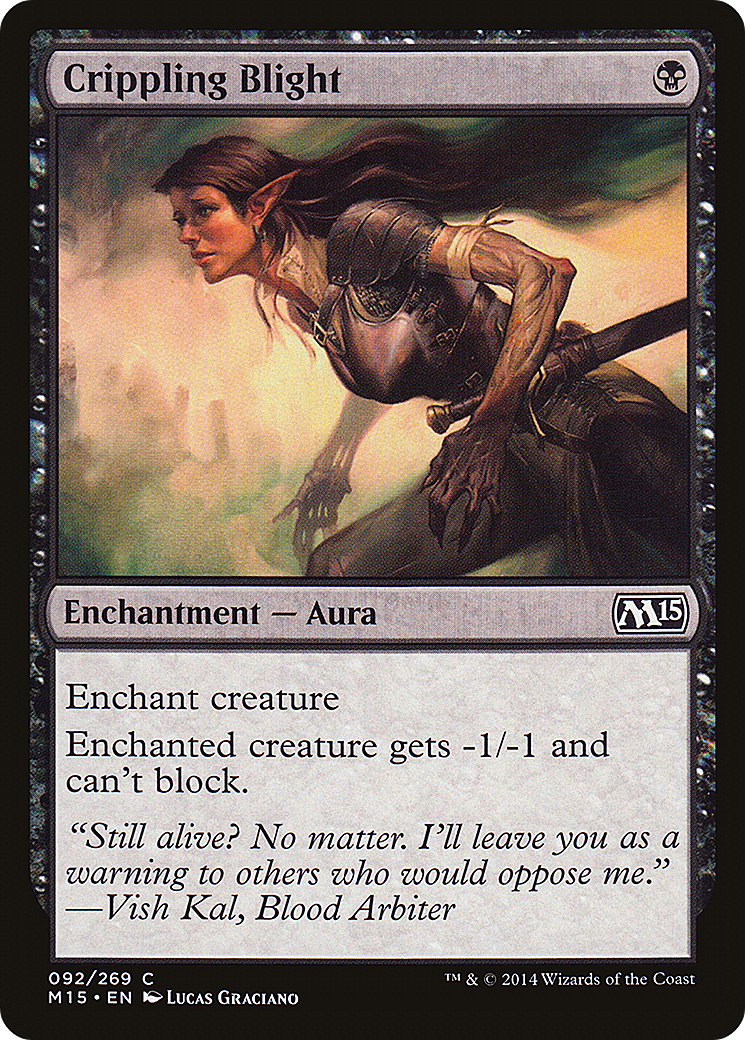 Crippling Blight
Enchantment — Aura
M15
Enchant creature
Enchanted creature gets -1/-1 and
can't block.
"Still alive? No matter. I'll leave you as a
warning to others who would oppose me."
—Vish Kal, Blood Arbiter
092/269 C
™ & © 2014 Wizards of the Coast
M15 • EN Lucas Graciano